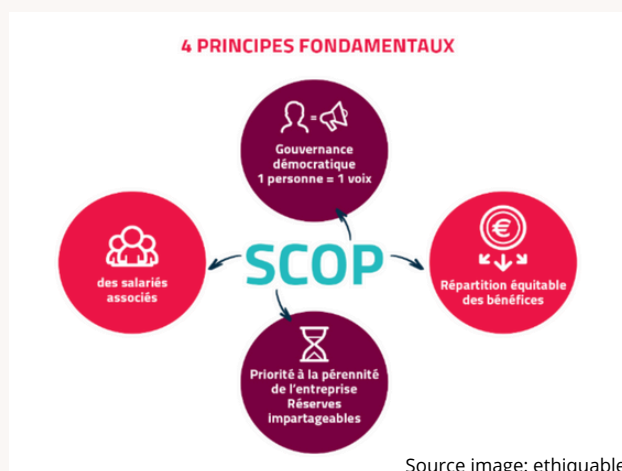 4 PRINCIPES FONDAMENTAUX
=
Gouvernance
démocratique
1 personne = 1 voix
des salariés
associés
SCOP
€
Répartition équitable
des bénéfices
Priorité à la pérennité
de l'entreprise
Réserves
impartageables
Source image: ethiquable